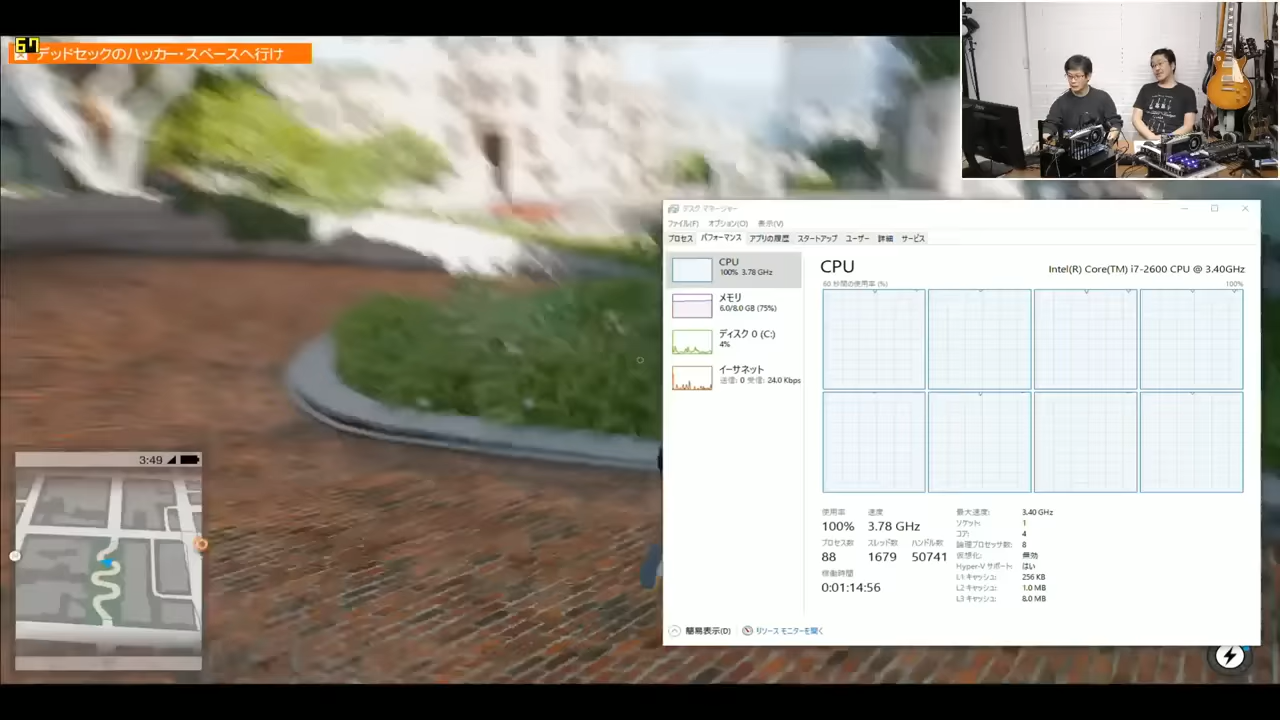 60
デッドセックのハッカー・スペースへ行け
タスク マネージャー
ファイル(F) オプション(O) 表示(V)
プロセス パフォーマンス アプリの履歴 スタートアップ ユーザー 詳細 サービス
CPU
100% 3.78 GHz
メモリ
6.0/8.0 GB (75%)
ディスク 0 (C:)
4%
イーサネット
送信: 0 受信: 24.0 Kbps
CPU
Intel(R) Core(TM) i7-2600 CPU @ 3.40GHz
60 秒間の使用率 (%)
100%
使用率 速度
100% 3.78 GHz
プロセス数 スレッド数 ハンドル数
88 1679 50741
稼働時間
0:01:14:56
最大速度: 3.40 GHz
ソケット: 1
コア: 4
論理プロセッサ数: 8
仮想化: 無効
Hyper-V サポート: はい
L1 キャッシュ: 256 KB
L2 キャッシュ: 1.0 MB
L3 キャッシュ: 8.0 MB
簡易表示(D) リソース モニターを開く
3:49